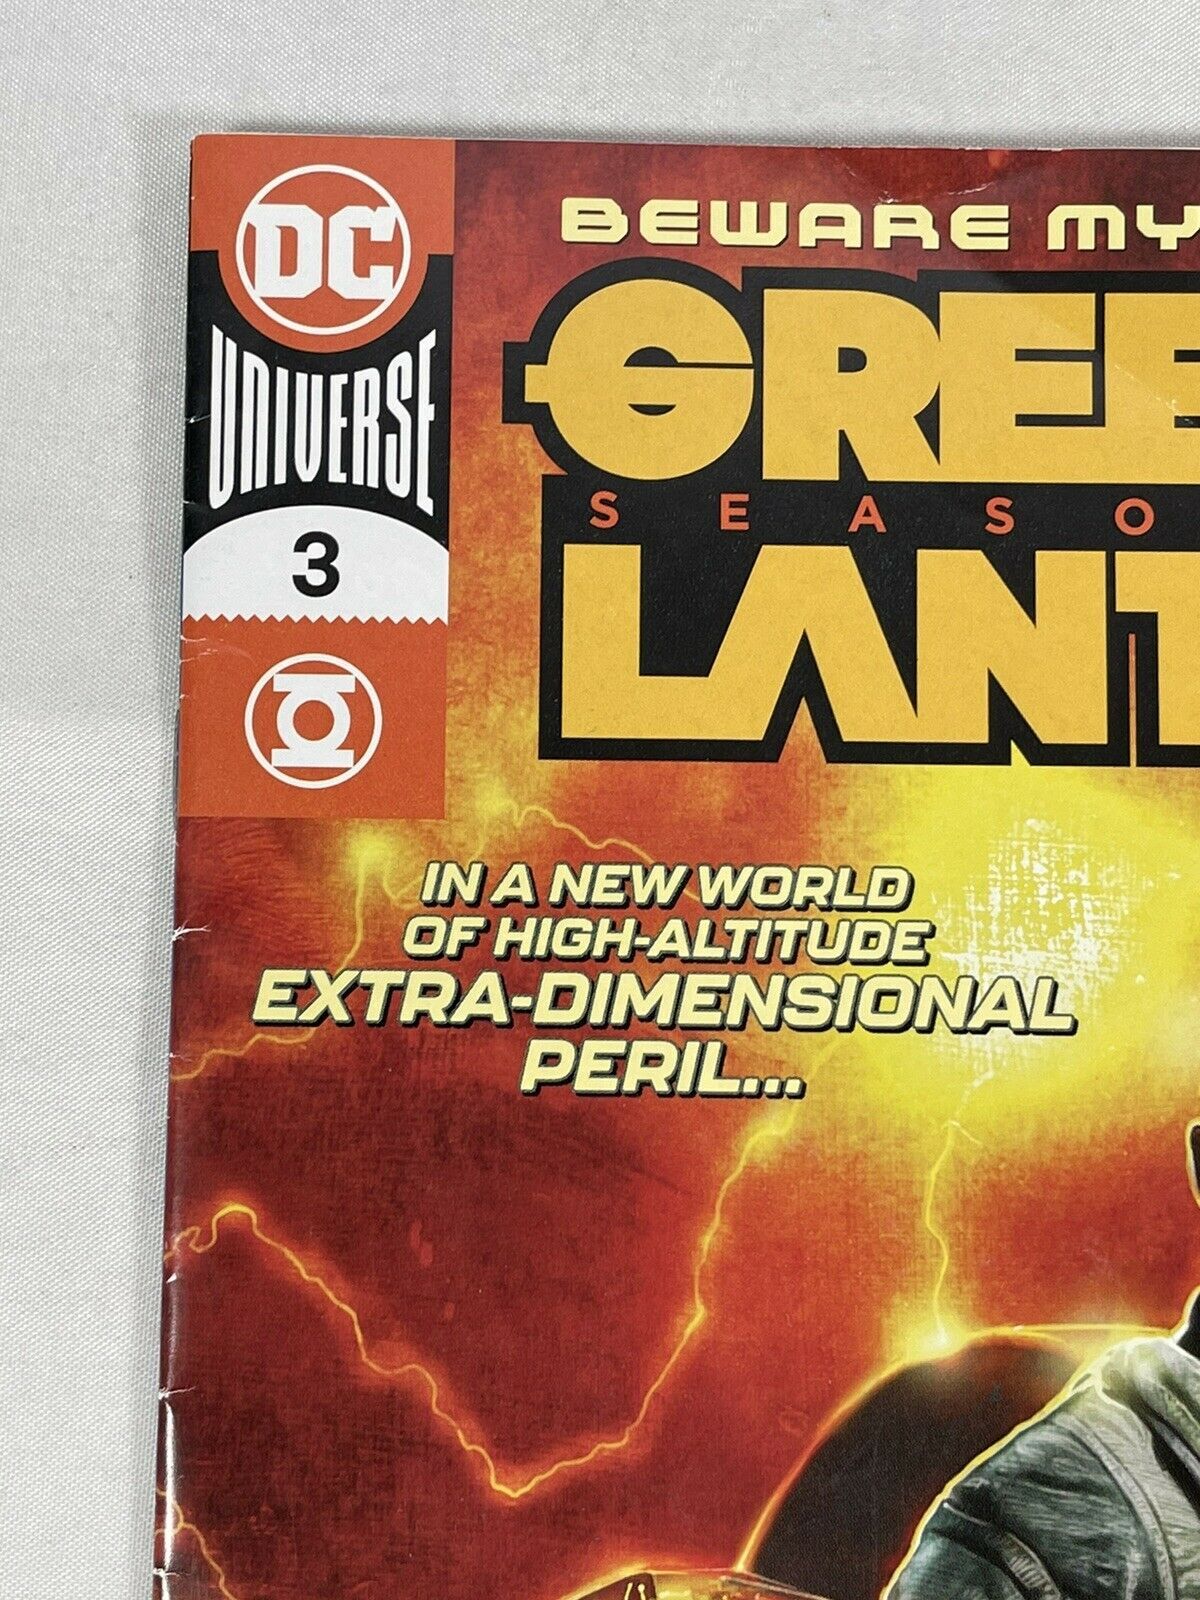 DC
UNIVERSE
3
BEWARE MY
GREE
SEASO
LANT
IN A NEW WORLD
OF HIGH-ALTITUDE
EXTRA-DIMENSIONAL
PERIL...